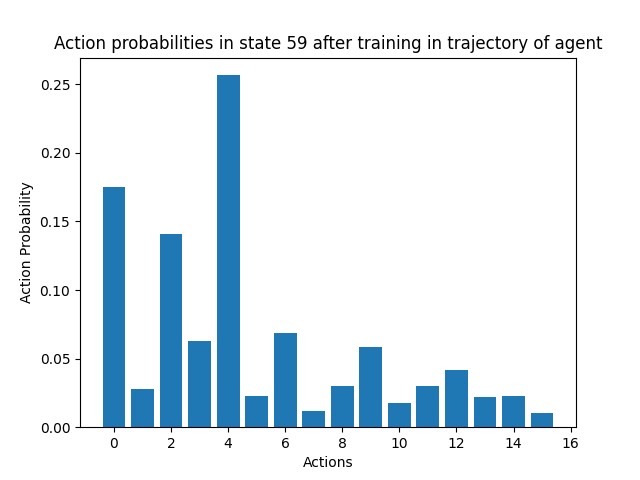 Action probabilities in state 59 after training in trajectory of agent
0.25
0.20
0.15
0.10
0.05
0.00
Action Probability
0 2 4 6 8 10 12 14 16
Actions